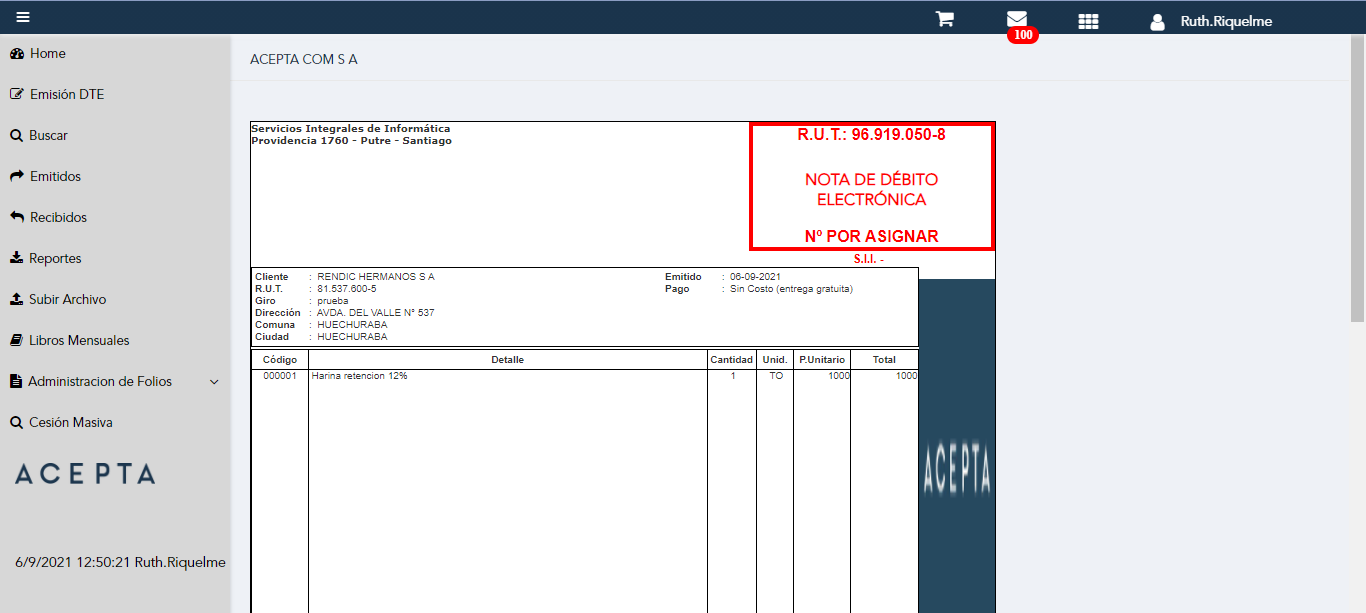 Ruth.Riquelme
100
Home
Emisión DTE
Buscar
Emitidos
Recibidos
Reportes
Subir Archivo
Libros Mensuales
Administracion de Folios
Cesión Masiva
ACEPTA
6/9/2021 12:50:21 Ruth.Riquelme
ACEPTA COM S A
Servicios Integrales de Informática
Providencia 1760 - Putre - Santiago
R.U.T.: 96.919.050-8
NOTA DE DÉBITO
ELECTRÓNICA
Nº POR ASIGNAR
S.I.I. -
Cliente : RENDIC HERMANOS S A
R.U.T. : 81.537.600-5
Giro : prueba
Dirección : AVDA. DEL VALLE N° 537
Comuna : HUECHURABA
Ciudad : HUECHURABA
Emitido : 06-09-2021
Pago : Sin Costo (entrega gratuita)
Código Detalle Cantidad Unid. P.Unitario Total
000001 Harina retencion 12% 1 TO 1000 1000
ACEPTA